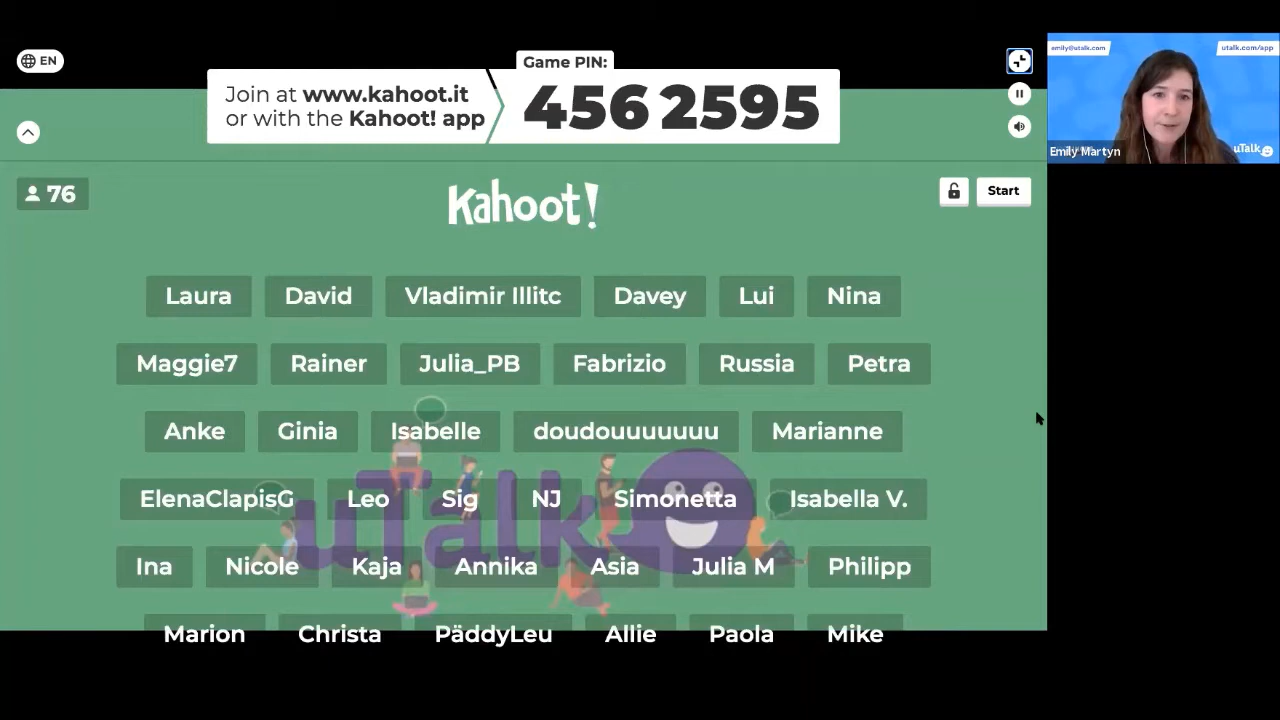 EN
Game PIN:
Join at www.kahoot.it
or with the Kahoot! app
456 2595
emily@utalk.com
utalk.com/app
uTalk
Emily Martyn
76
Kahoot!
Start
Laura David Vladimir Illitc Davey Lui Nina
Maggie7 Rainer Julia_PB Fabrizio Russia Petra
Anke Ginia Isabelle doudouuuuuuu Marianne
ElenaClapisG Leo Sig NJ Simonetta Isabella V.
uTalk
Ina Nicole Kaja Annika Asia Julia M Philipp
Marion Christa PäddyLeu Allie Paola Mike